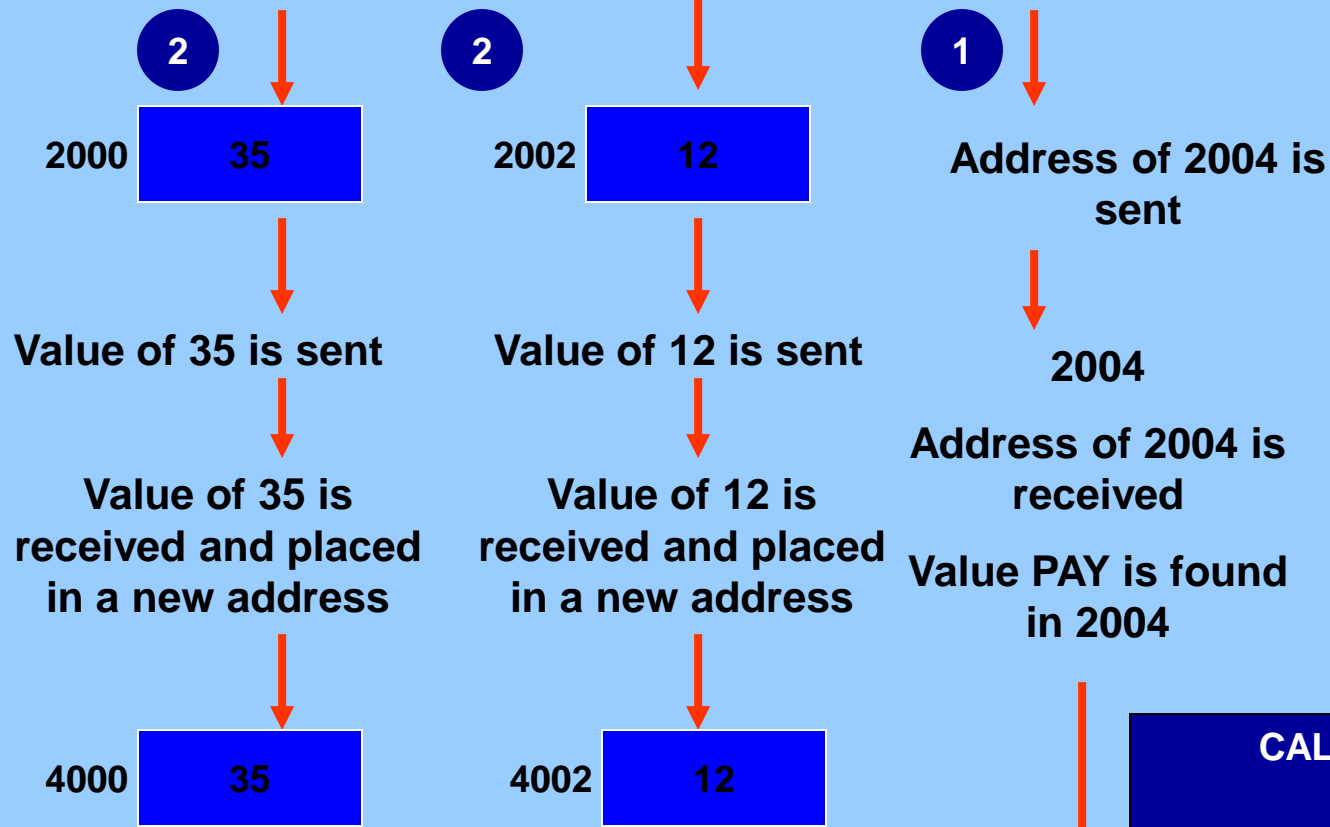 2
2
1
2000
35
2002
12
Address of 2004 is
sent
Value of 35 is sent
Value of 12 is sent
2004
Value of 35 is
received and placed
in a new address
Value of 12 is
received and placed
in a new address
Address of 2004 is
received
Value PAY is found
in 2004
4000
35
4002
12
CAL